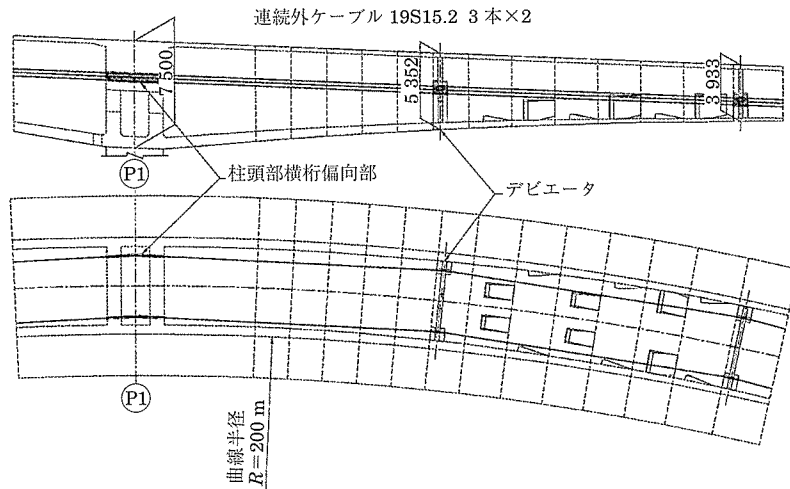 連続外ケーブル 19S15.2 3本×2
7 500
5 352
3 933
P1
柱頭部横桁偏向部
デビエータ
P1
曲線半径
R=200 m